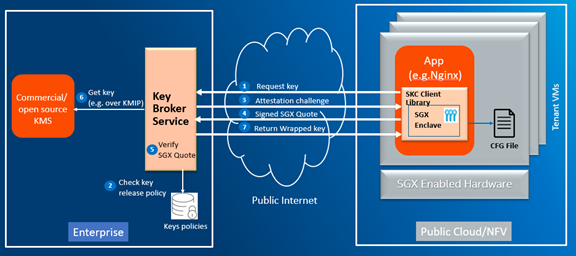 Commercial/
open source
KMS
6
Get key
(e.g. over KMIP)
Key
Broker
Service
5
Verify
SGX Quote
2
Check key
release policy
Keys policies
Enterprise
1
Request key
3
Attestation challenge
4
Signed SGX Quote
7
Return Wrapped key
Public Internet
App
(e.g.Nginx)
SKC Client
Library
SGX
Enclave
CFG File
Tenant VMs
SGX Enabled Hardware
Public Cloud/NFV